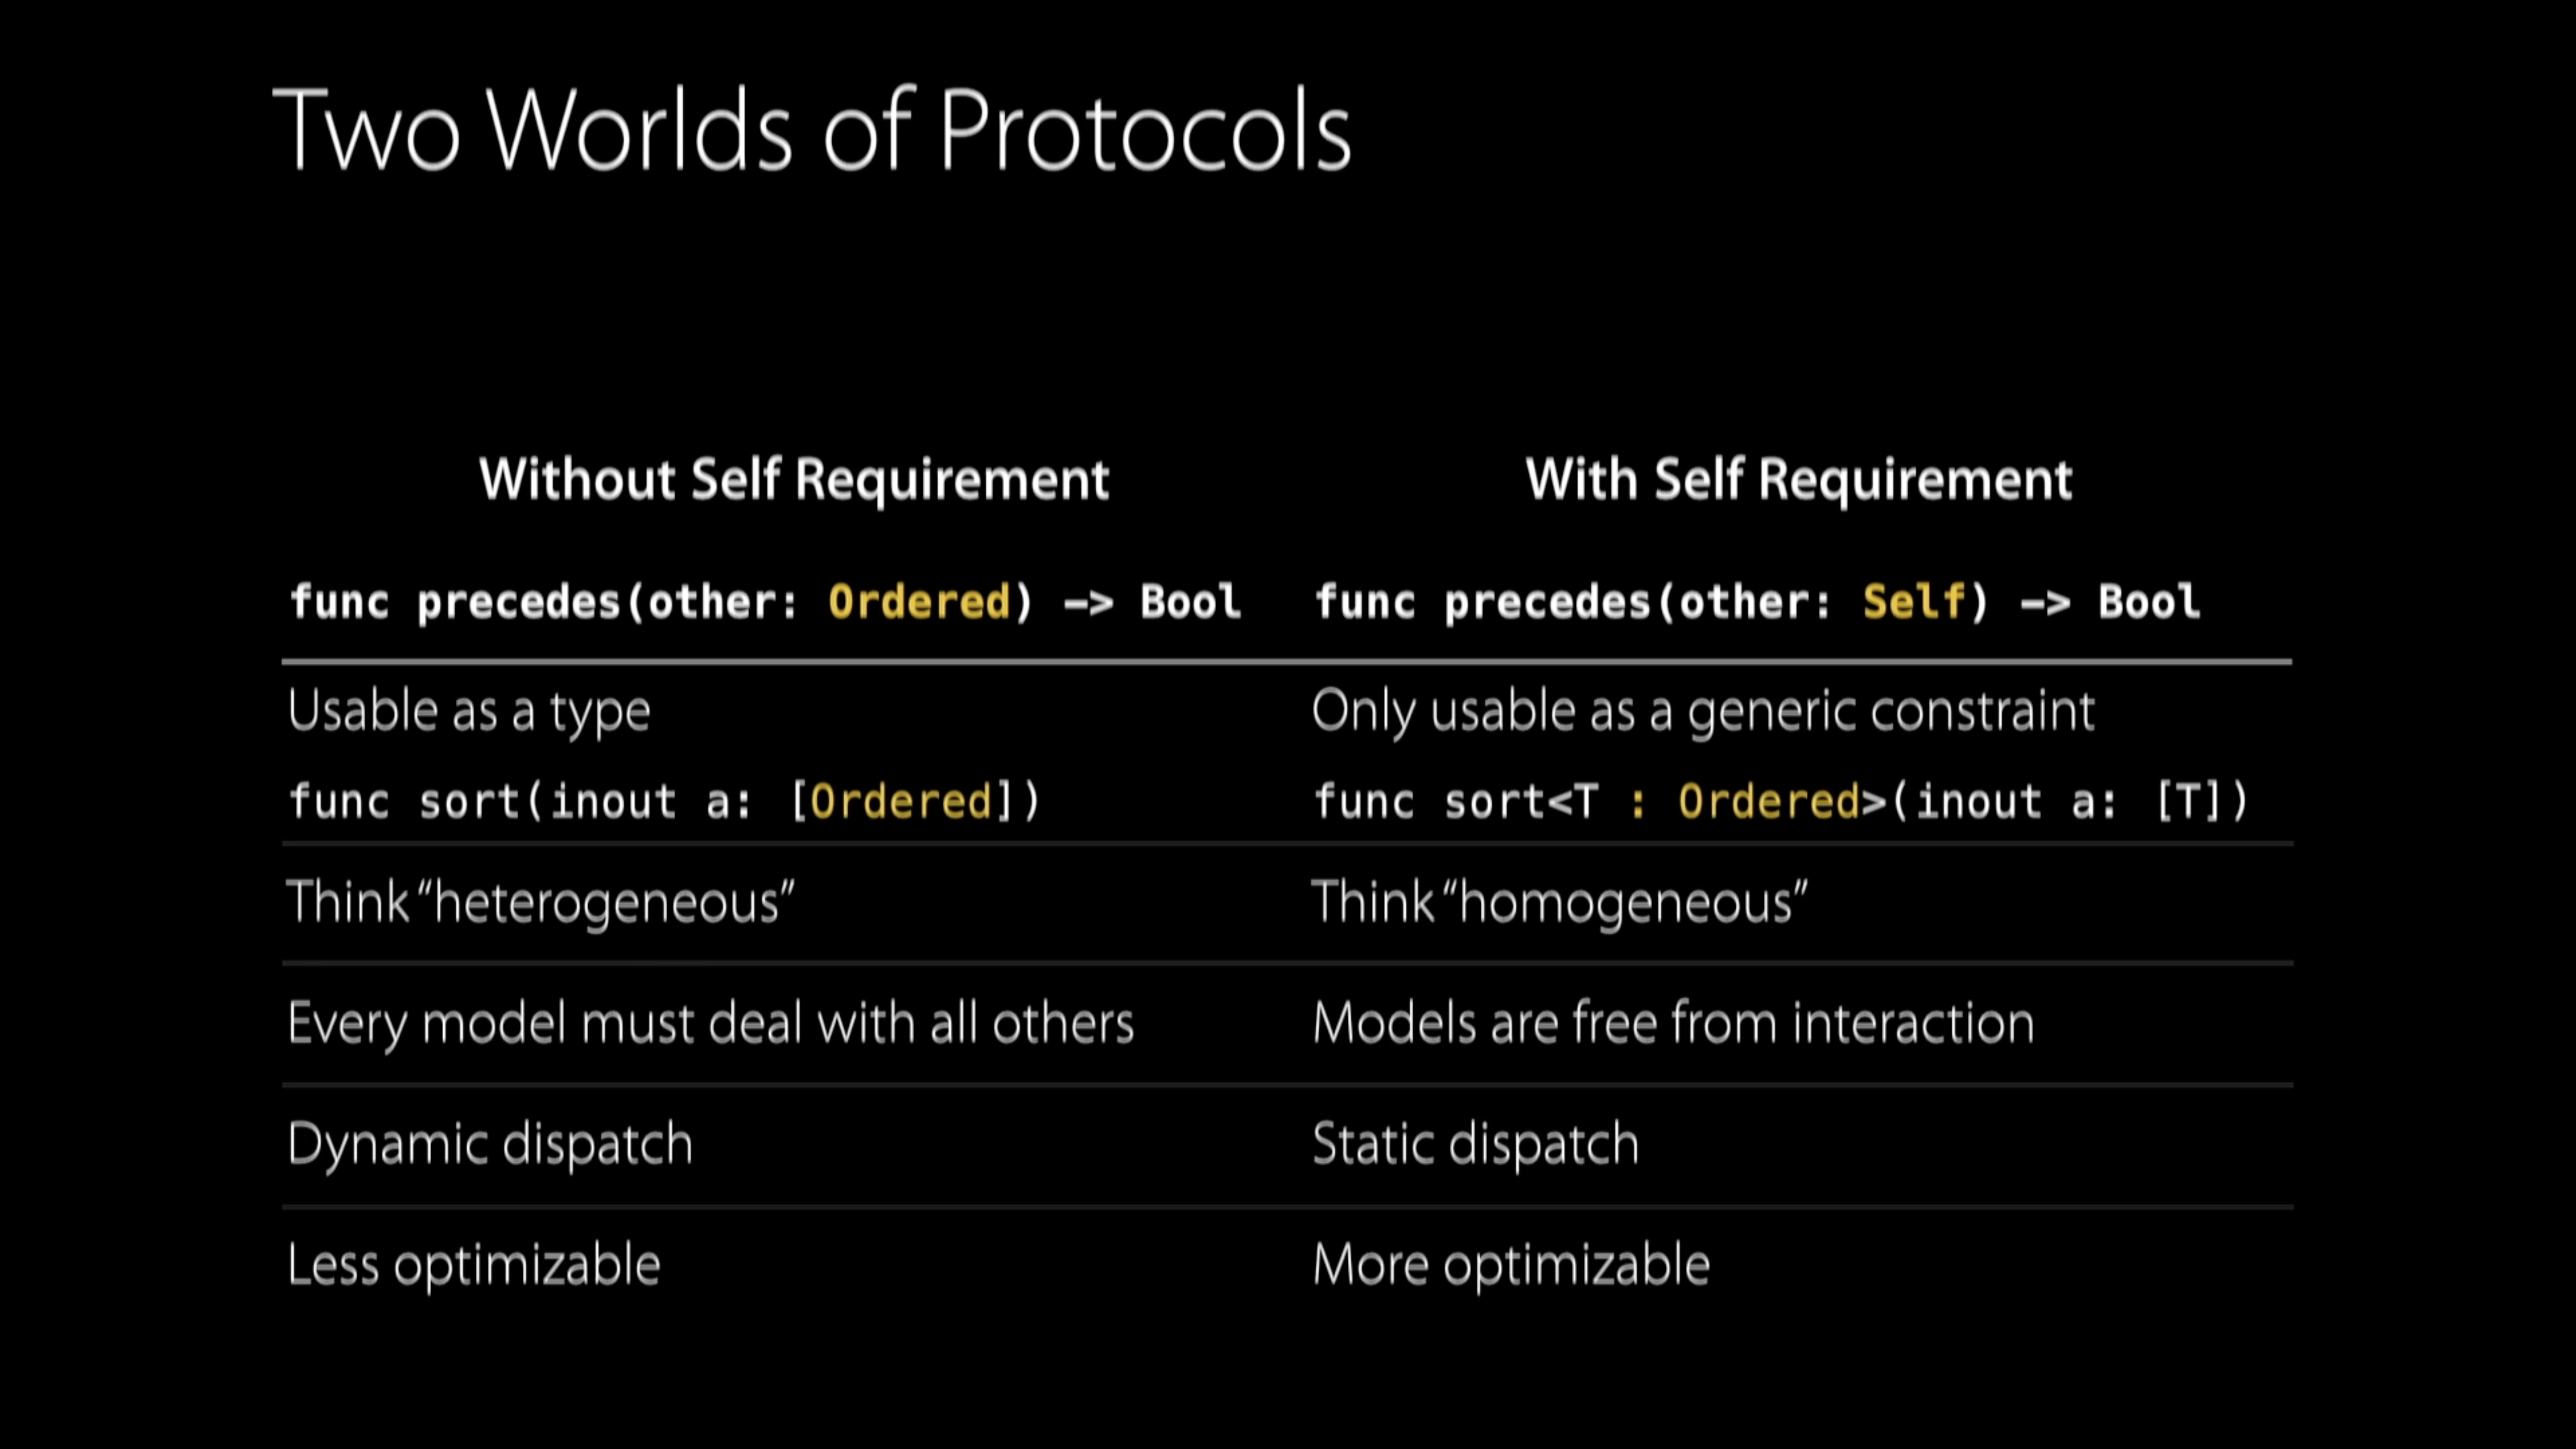 Two Worlds of Protocols
Without Self Requirement
With Self Requirement
func precedes(other: Ordered) -> Bool
func precedes(other: Self) -> Bool
Usable as a type
Only usable as a generic constraint
func sort(inout a: [Ordered])
func sort<T : Ordered>(inout a: [T])
Think “heterogeneous”
Think “homogeneous”
Every model must deal with all others
Models are free from interaction
Dynamic dispatch
Static dispatch
Less optimizable
More optimizable